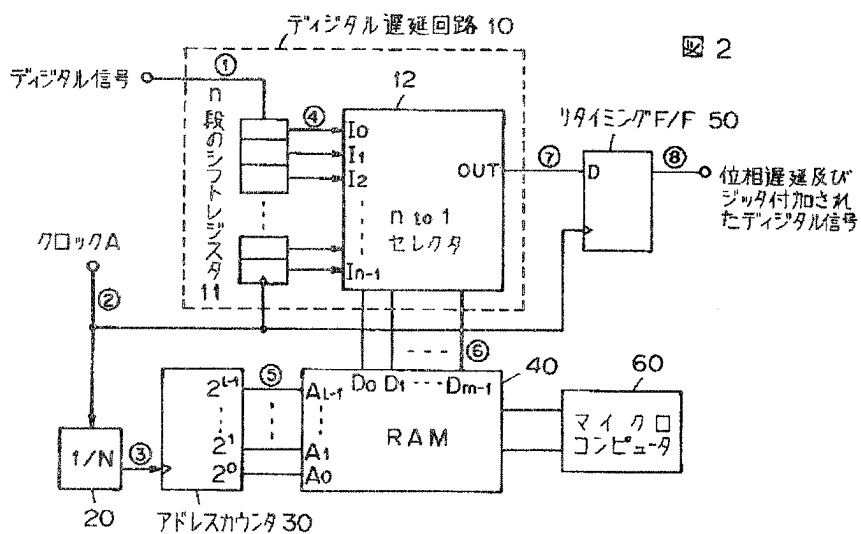 ディジタル遅延回路 10
図 2
ディジタル信号
①
n段のシフトレジスタ
11
④
12
I0
I1
I2
In-1
OUT
n to 1
セレクタ
⑦
リタイミングF/F 50
D
⑧
位相遅延及び
ジッタ付加され
たディジタル信号
クロックA
②
⑥
1/N
20
③
2L-1
21
20
アドレスカウンタ 30
⑤
AL-1
A1
A0
D0 D1 Dm-1
RAM
40
60
マイクロ
コンピュータ